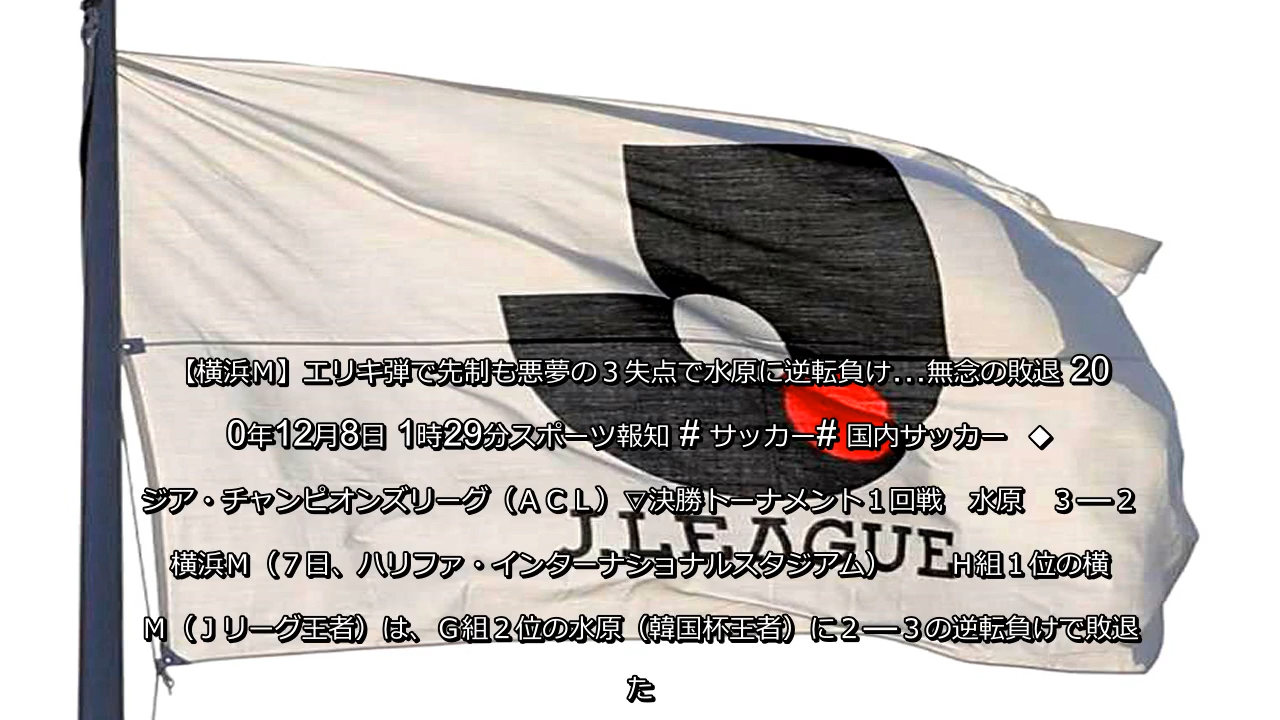 【横浜Ｍ】エリキ弾で先制も悪夢の３失点で水原に逆転負け…無念の敗退 20
0年12月8日 1時29分スポーツ報知 # サッカー# 国内サッカー ◆
ジア・チャンピオンズリーグ（ＡＣＬ）▽決勝トーナメント１回戦　水原　３―２
横浜Ｍ（７日、ハリファ・インターナショナルスタジアム）　　Ｈ組１位の横
Ｍ（Ｊリーグ王者）は、Ｇ組２位の水原（韓国杯王者）に２―３の逆転負けで敗退
た
J.LEAGUE